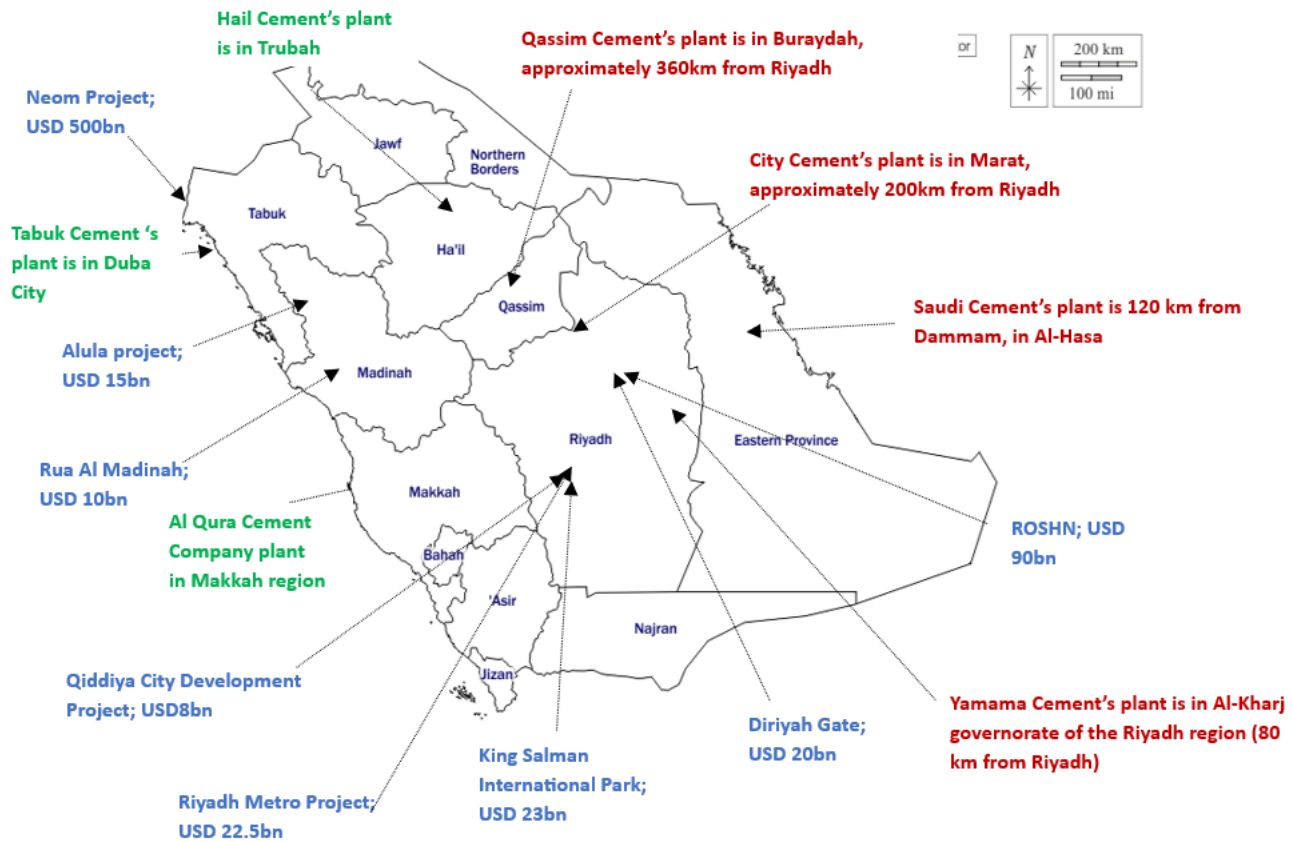 Hail Cement’s plant
is in Trubah
Qassim Cement’s plant is in Buraydah,
approximately 360km from Riyadh
or
N
200 km
100 mi
Neom Project;
USD 500bn
Jawf
Northern
Borders
City Cement’s plant is in Marat,
approximately 200km from Riyadh
Tabuk
Tabuk Cement ‘s
plant is in Duba
City
Ha'il
Qassim
Saudi Cement’s plant is 120 km from
Dammam, in Al-Hasa
Alula project;
USD 15bn
Madinah
Riyadh
Eastern Province
Rua Al Madinah;
USD 10bn
Makkah
Al Qura Cement
Company plant
in Makkah region
ROSHN; USD
90bn
Bahah
'Asir
Najran
Jizan
Qiddiya City Development
Project; USD8bn
Yamama Cement’s plant is in Al-Kharj
governorate of the Riyadh region (80
km from Riyadh)
Diriyah Gate;
USD 20bn
King Salman
International Park;
USD 23bn
Riyadh Metro Project;
USD 22.5bn